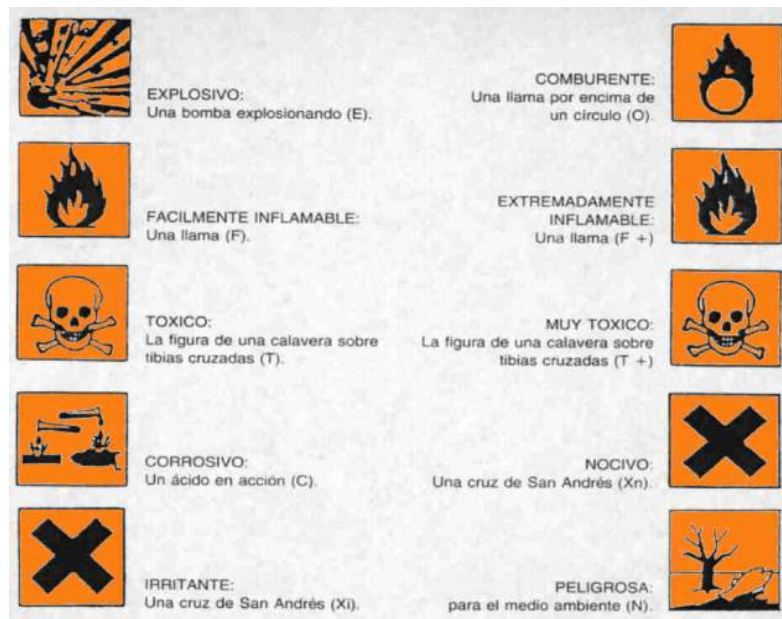 EXPLOSIVO:
Una bomba explosionando (E).
COMBURENTE:
Una llama por encima de
un círculo (O).
FACILMENTE INFLAMABLE:
Una llama (F).
EXTREMADAMENTE
INFLAMABLE:
Una llama (F +)
TOXICO:
La figura de una calavera sobre
tibias cruzadas (T).
MUY TOXICO:
La figura de una calavera sobre
tibias cruzadas (T +)
CORROSIVO:
Un ácido en acción (C).
NOCIVO:
Una cruz de San Andrés (Xn).
IRRITANTE:
Una cruz de San Andrés (Xi).
PELIGROSA:
para el medio ambiente (N).